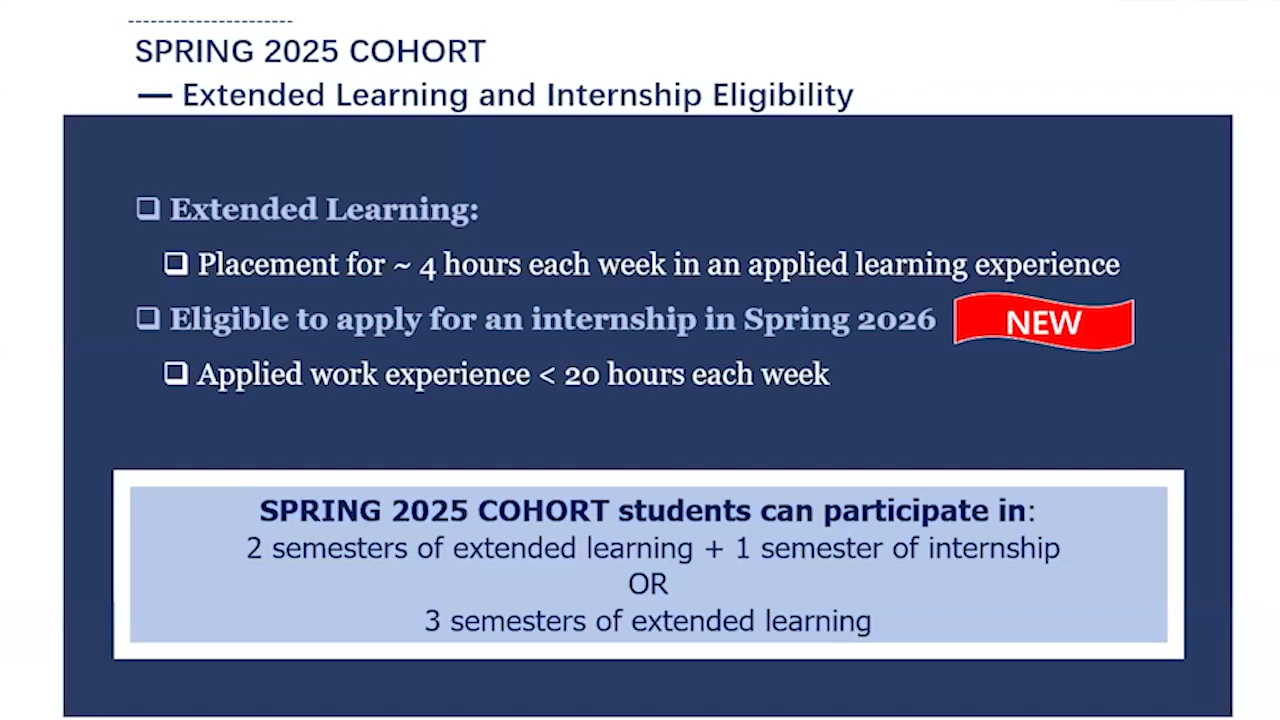 SPRING 2025 COHORT
— Extended Learning and Internship Eligibility
❑ Extended Learning:
❑ Placement for ~ 4 hours each week in an applied learning experience
❑ Eligible to apply for an internship in Spring 2026 NEW
❑ Applied work experience < 20 hours each week
SPRING 2025 COHORT students can participate in:
2 semesters of extended learning + 1 semester of internship
OR
3 semesters of extended learning